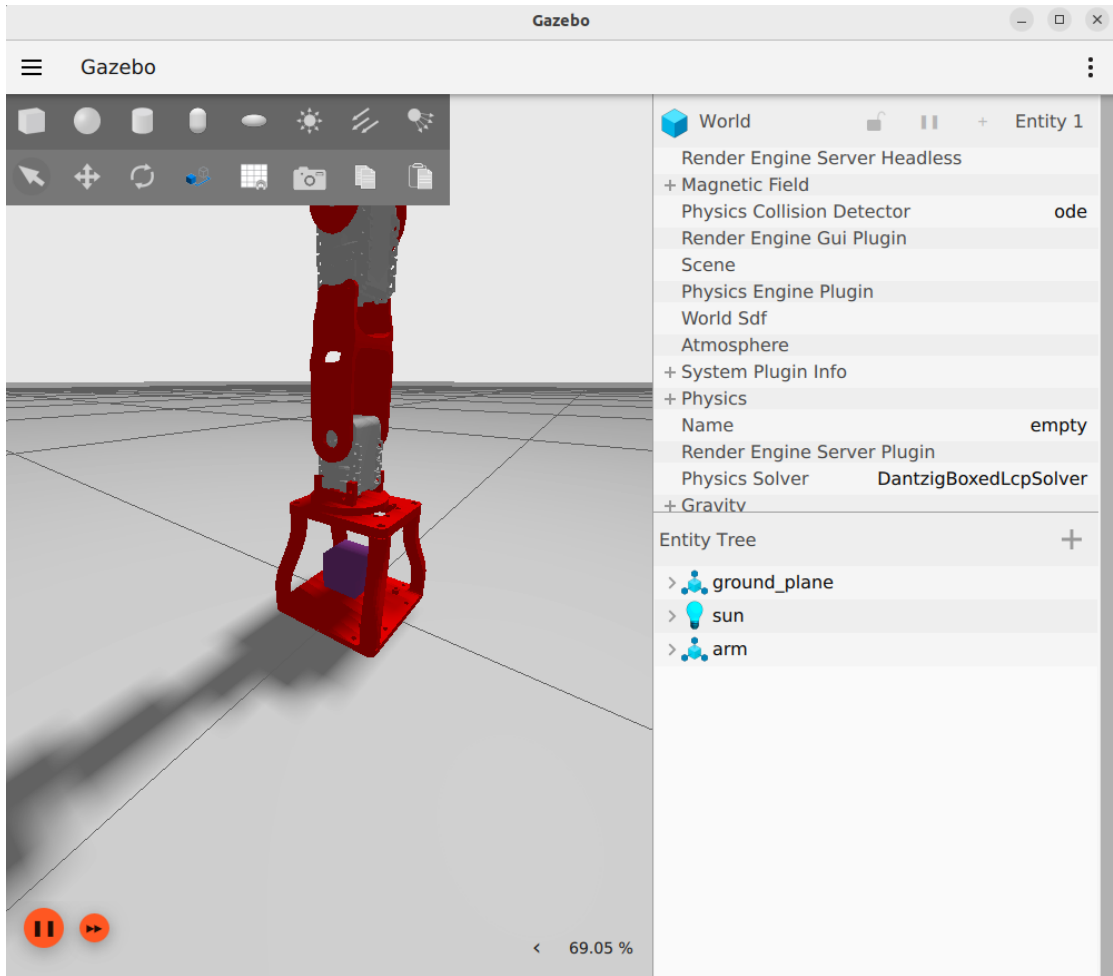 Gazebo
Gazebo
World Entity 1
Render Engine Server Headless
Magnetic Field
Physics Collision Detector ode
Render Engine Gui Plugin
Scene
Physics Engine Plugin
World Sdf
Atmosphere
System Plugin Info
Physics
Name empty
Render Engine Server Plugin
Physics Solver DantzigBoxedLcpSolver
Gravity
Entity Tree
ground_plane
sun
arm
69.05 %